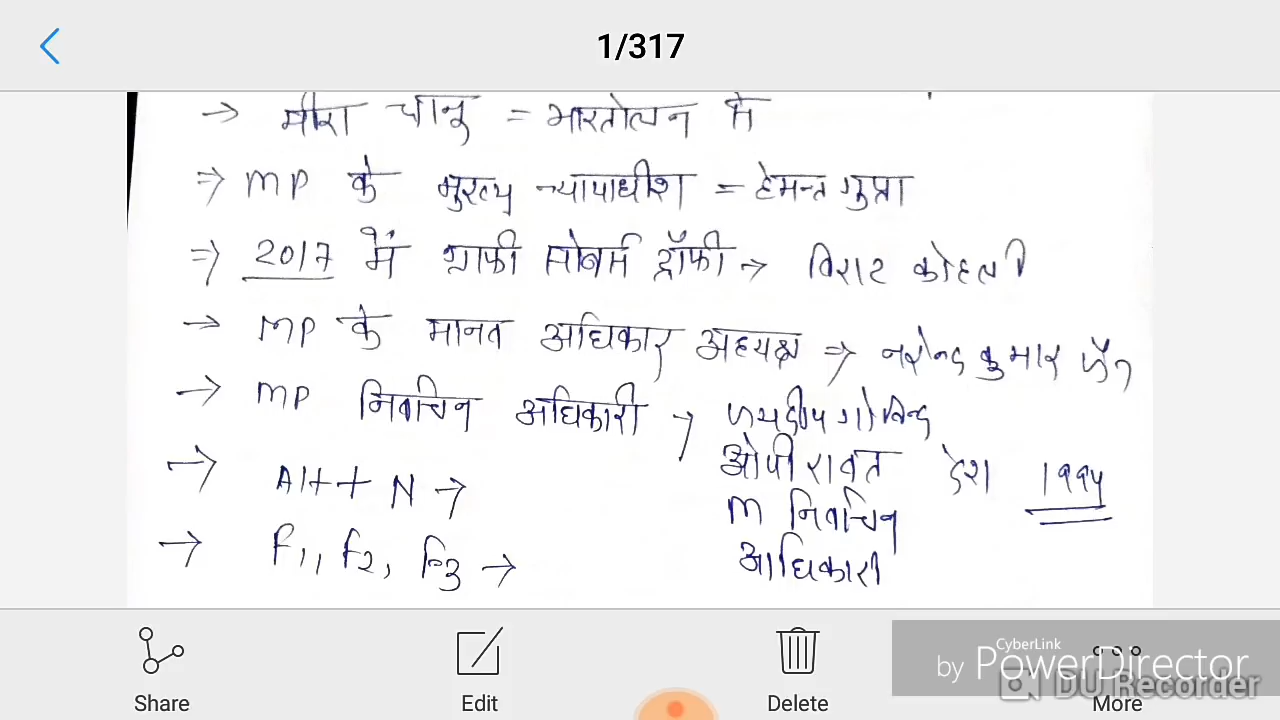 1/317
→ मीरा चानू = भारतोलन मे
⇒ MP के मुख्य न्यायाधीश = हेमन्त गुप्ता
⇒ 2017 में गार्फी सोबर्स ट्रॉफी → विराट कोहली
→ MP के मानव अधिकार अध्यक्ष ⇒ नरेन्द्र कुमार जैन
→ MP निर्वाचन अधिकारी → जयदीप गोविन्द
ओपी रावत देश १९९५
→ Alt + N →
M निर्वाचन
→ F1, F2, F3 →
अधिकारी
Share Edit Delete More
CyberLink
by PowerDirector
DU Recorder